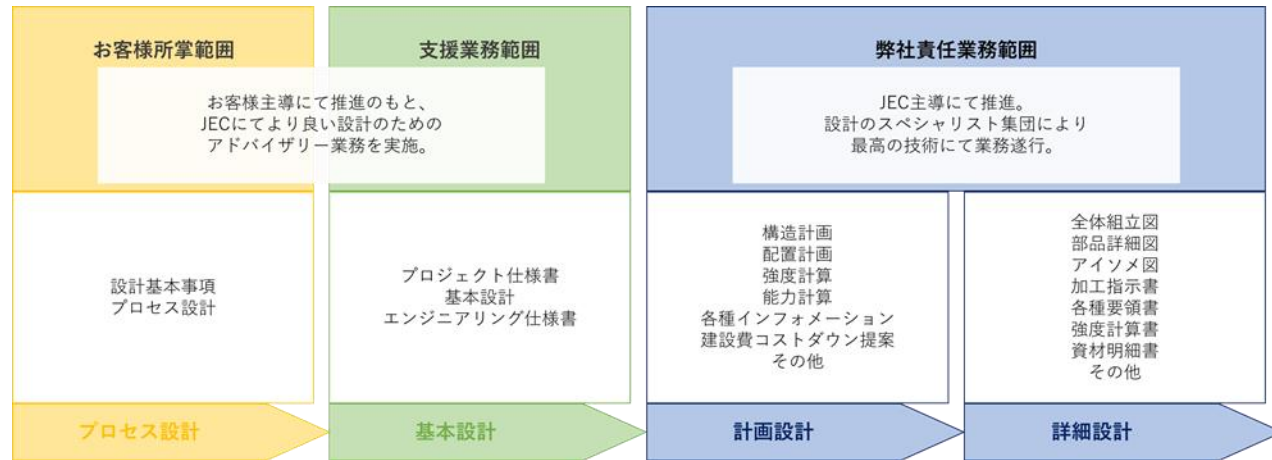 お客様所掌範囲
支援業務範囲
弊社責任業務範囲
お客様主導にて推進のもと、
JECにてより良い設計のための
アドバイザリー業務を実施。
JEC主導にて推進。
設計のスペシャリスト集団により
最高の技術にて業務遂行。
設計基本事項
プロセス設計
プロジェクト仕様書
基本設計
エンジニアリング仕様書
構造計画
配置計画
強度計算
能力計算
各種インフォメーション
建設費コストダウン提案
その他
全体組立図
部品詳細図
アイソメ図
加工指示書
各種要領書
強度計算書
資材明細書
その他
プロセス設計
基本設計
計画設計
詳細設計